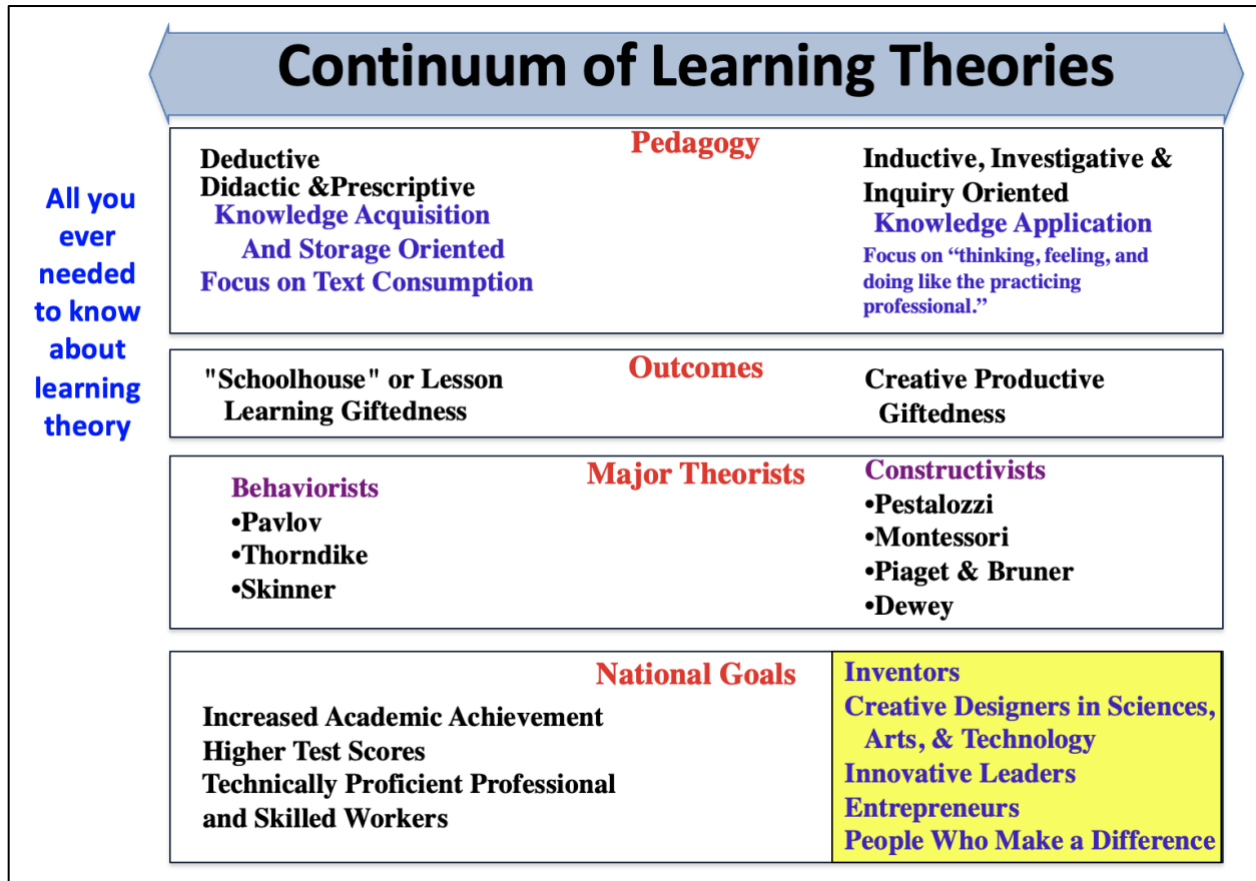 Continuum of Learning Theories
All you
ever
needed
to know
about
learning
theory
Pedagogy
Deductive
Didactic &Prescriptive
Knowledge Acquisition
And Storage Oriented
Focus on Text Consumption
Inductive, Investigative &
Inquiry Oriented
Knowledge Application
Focus on “thinking, feeling, and
doing like the practicing
professional.”
Outcomes
"Schoolhouse" or Lesson
Learning Giftedness
Creative Productive
Giftedness
Major Theorists
Behaviorists
•Pavlov
•Thorndike
•Skinner
Constructivists
•Pestalozzi
•Montessori
•Piaget & Bruner
•Dewey
National Goals
Increased Academic Achievement
Higher Test Scores
Technically Proficient Professional
and Skilled Workers
Inventors
Creative Designers in Sciences,
Arts, & Technology
Innovative Leaders
Entrepreneurs
People Who Make a Difference